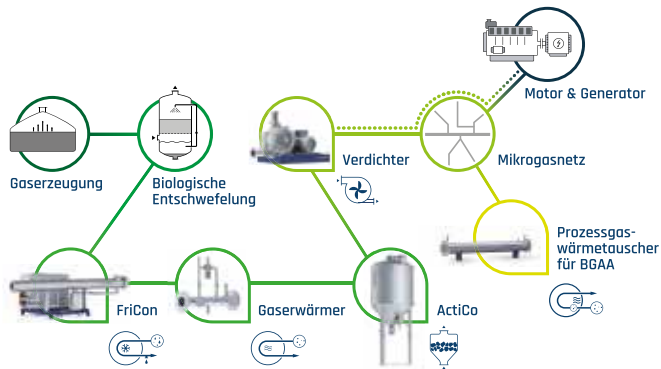 Motor & Generator
Gaserzeugung
Biologische
Entschwefelung
Verdichter
Mikrogasnetz
Prozessgas-
wärmetauscher
für BGAA
FriCon
Gaserwärmer
ActiCo